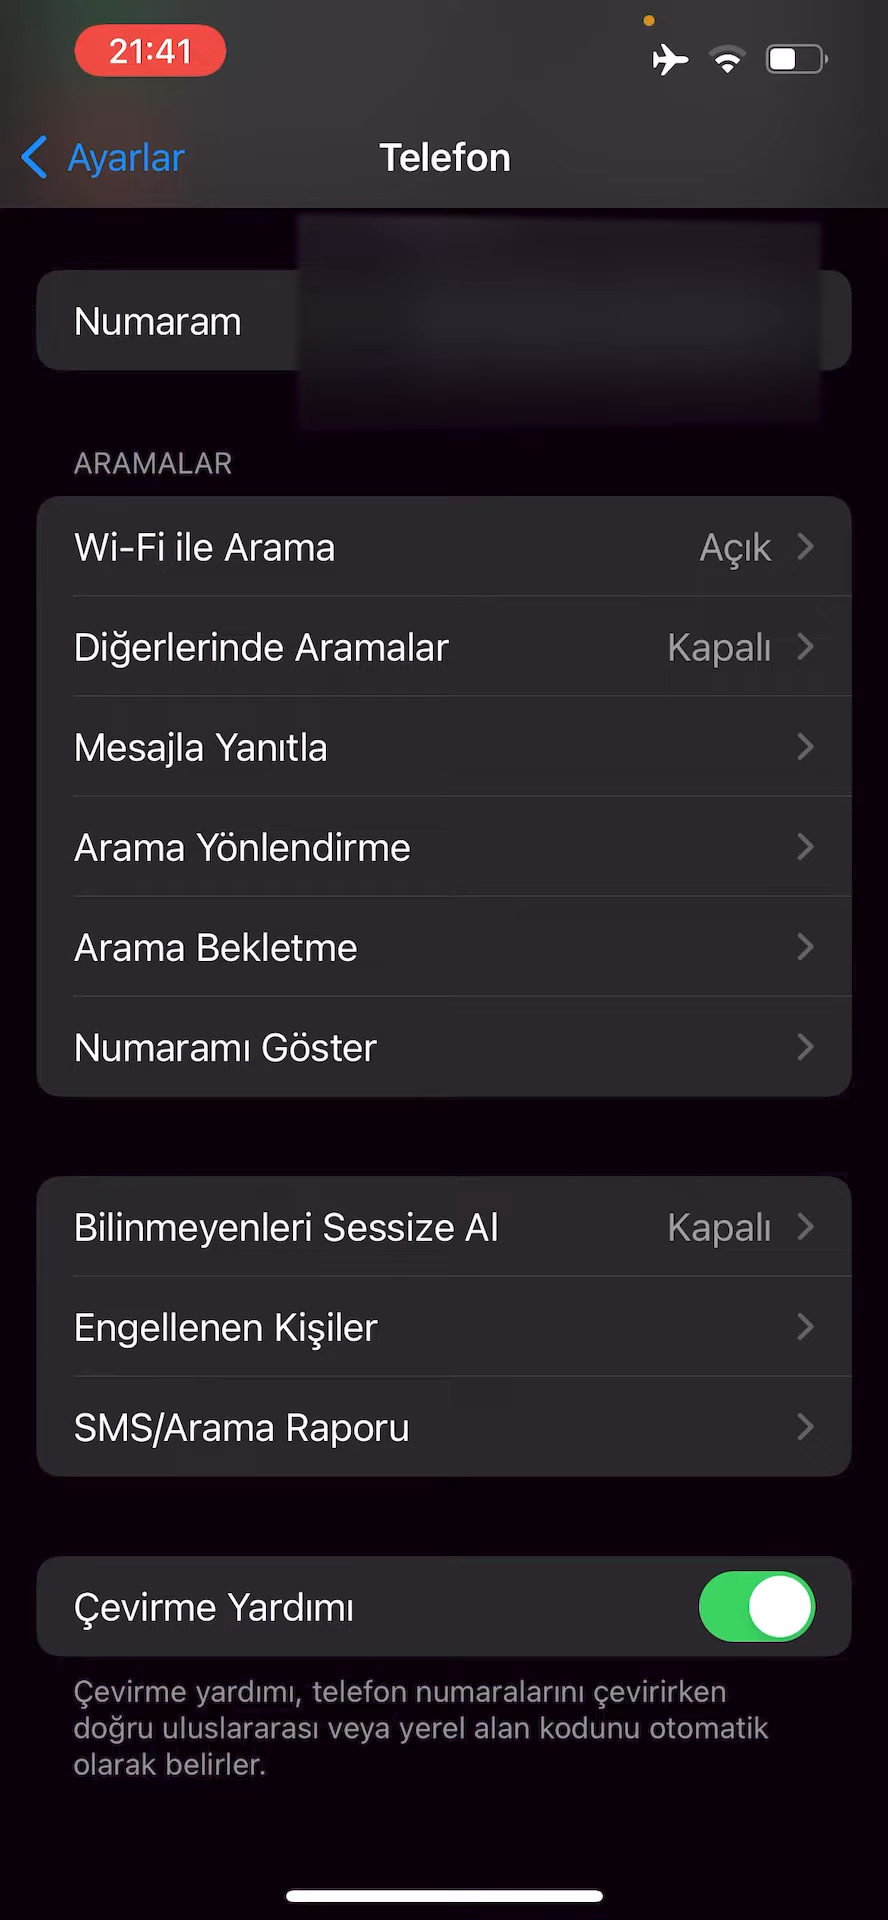 21:41
Ayarlar
Telefon
Numaram
ARAMALAR
Wi-Fi ile Arama Açık
Diğerlerinde Aramalar Kapalı
Mesajla Yanıtla
Arama Yönlendirme
Arama Bekletme
Numaramı Göster
Bilinmeyenleri Sessize Al Kapalı
Engellenen Kişiler
SMS/Arama Raporu
Çevirme Yardımı
Çevirme yardımı, telefon numaralarını çevirirken
doğru uluslararası veya yerel alan kodunu otomatik
olarak belirler.